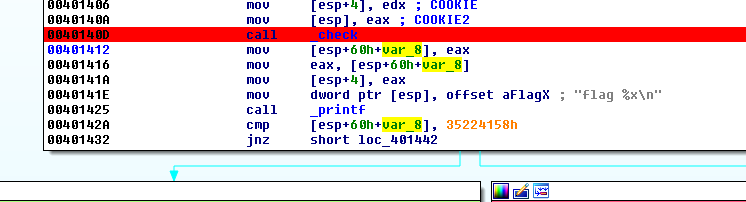 00401406 mov [esp+4], edx ; COOKIE
0040140A mov [esp], eax ; COOKIE2
0040140D call _check
00401412 mov [esp+60h+var_8], eax
00401416 mov eax, [esp+60h+var_8]
0040141A mov [esp+4], eax
0040141E mov dword ptr [esp], offset aFlagX ; "flag %x\n"
00401425 call _printf
0040142A cmp [esp+60h+var_8], 35224158h
00401432 jnz short loc_401442